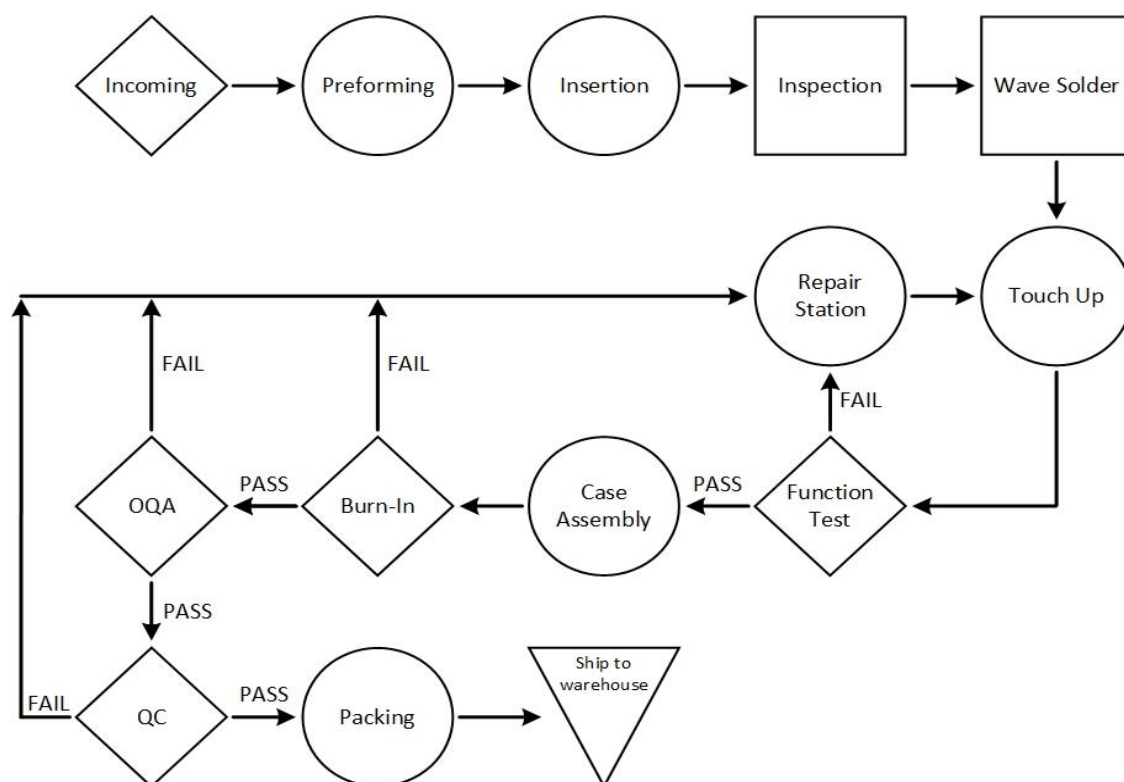 Incoming
Preforming
Insertion
Inspection
Wave Solder
Repair
Station
Touch Up
FAIL
FAIL
FAIL
OQA
PASS
Burn-In
Case
Assembly
PASS
Function
Test
PASS
FAIL
QC
PASS
Packing
Ship to
warehouse